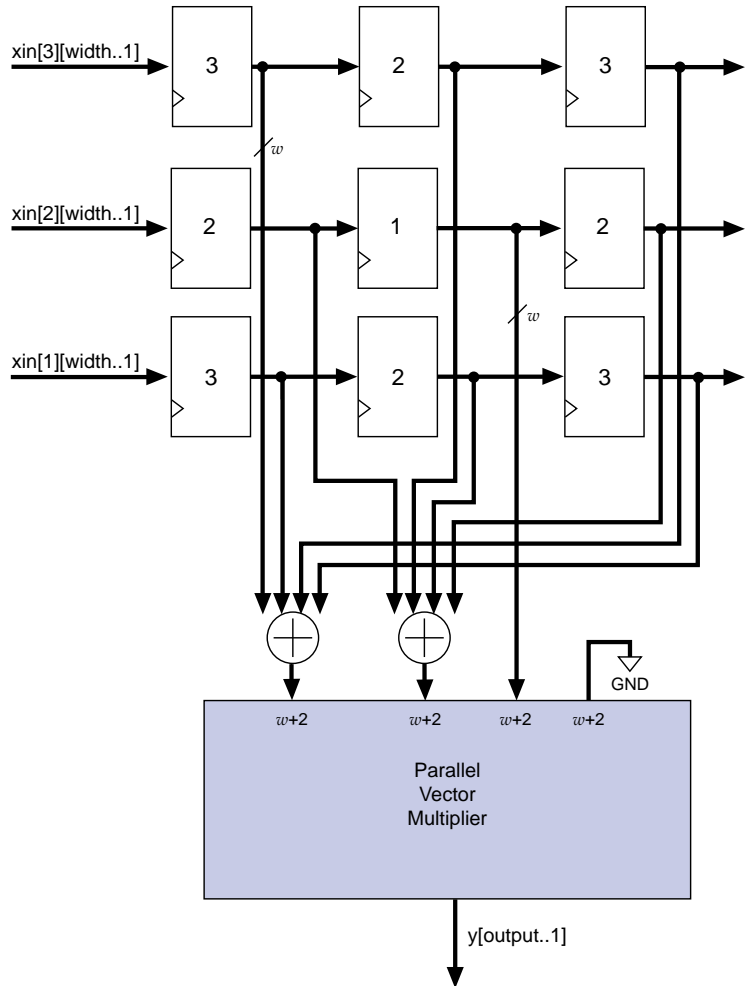 xin[3][width..1]
3
2
3
w
xin[2][width..1]
2
1
2
w
xin[1][width..1]
3
2
3
GND
w+2
w+2
w+2
w+2
Parallel
Vector
Multiplier
y[output..1]